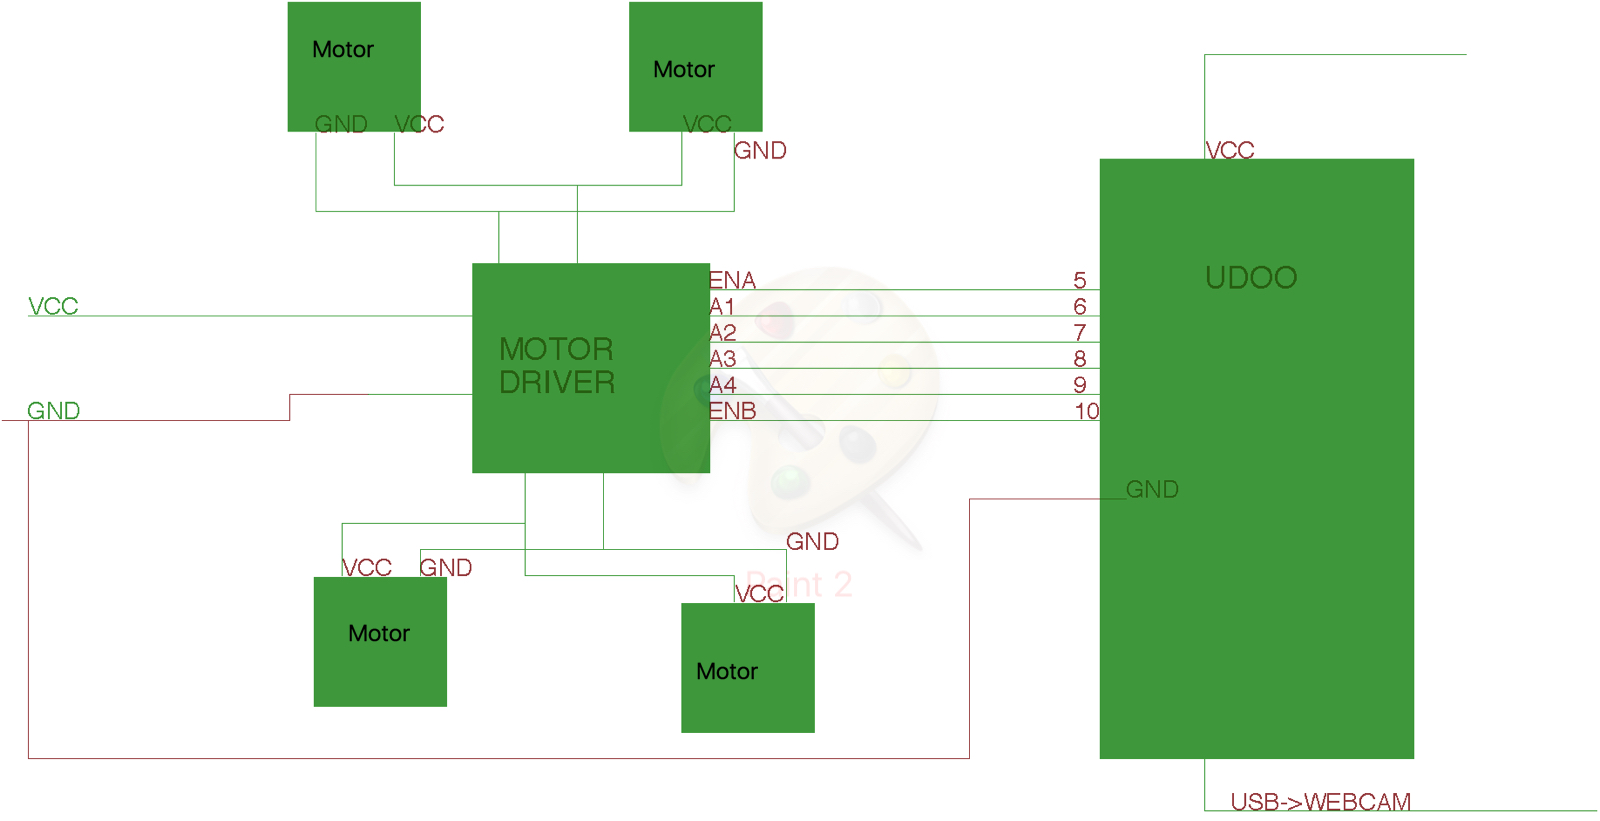 Motor
Motor
GND
VCC
VCC
GND
VCC
UDOO
ENA
5
VCC
A1
6
A2
7
MOTOR
DRIVER
A3
8
A4
9
GND
ENB
10
GND
GND
VCC
GND
Paint 2
VCC
Motor
Motor
USB->WEBCAM